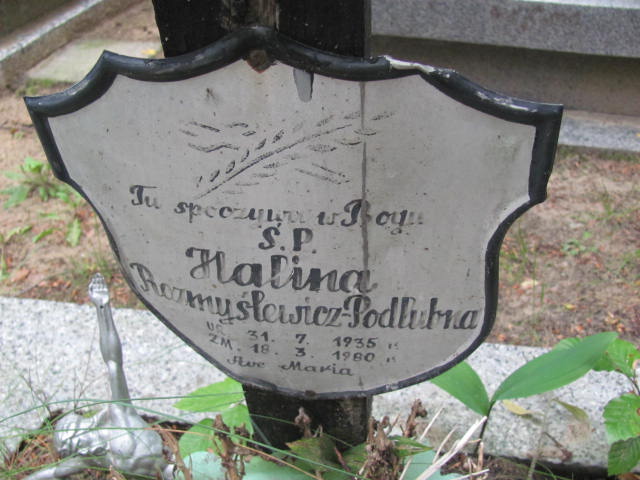 Tu spoczywa w Bogu
Ś. P.
Halina
Rozmyślewicz-Podlubna
UR. 31. 7. 1935 r.
ZM. 18. 3. 1980 r.
Ave Maria